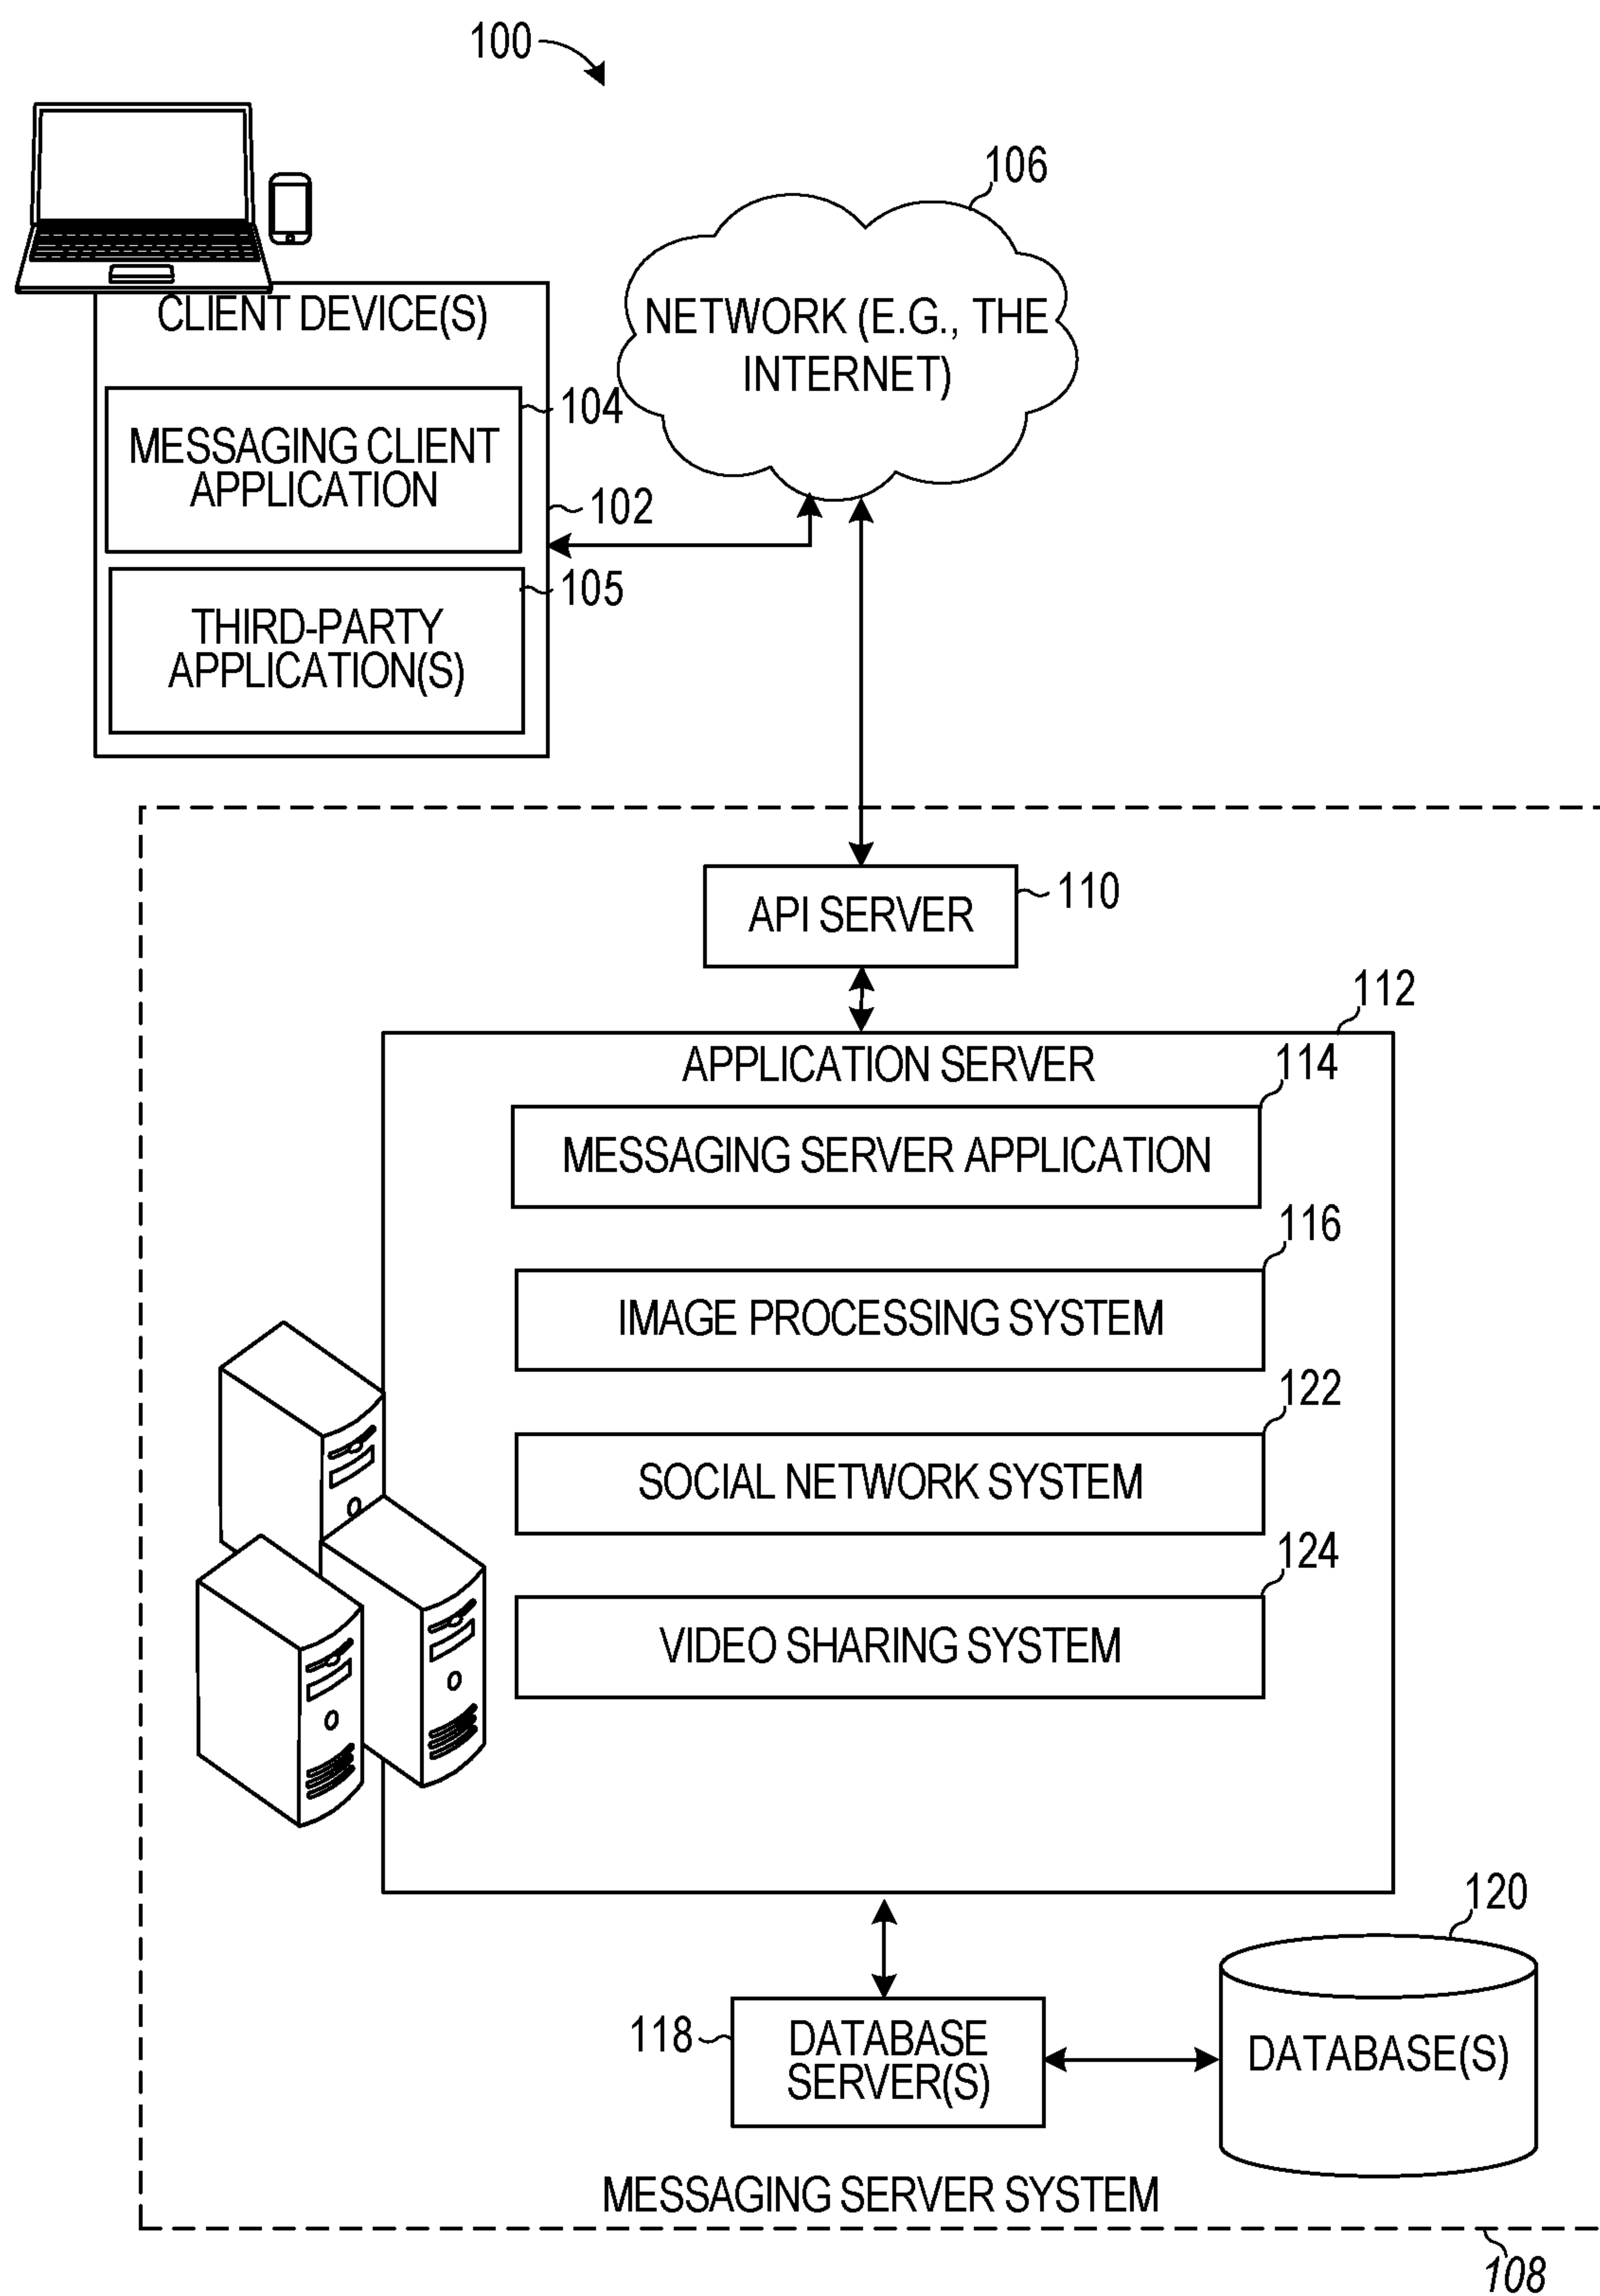 100
106
CLIENT DEVICE(S)
NETWORK (E.G., THE
INTERNET)
104
MESSAGING CLIENT
APPLICATION
102
105
THIRD-PARTY
APPLICATION(S)
API SERVER
110
112
APPLICATION SERVER
114
MESSAGING SERVER APPLICATION
116
IMAGE PROCESSING SYSTEM
122
SOCIAL NETWORK SYSTEM
124
VIDEO SHARING SYSTEM
120
118
DATABASE
SERVER(S)
DATABASE(S)
MESSAGING SERVER SYSTEM
108